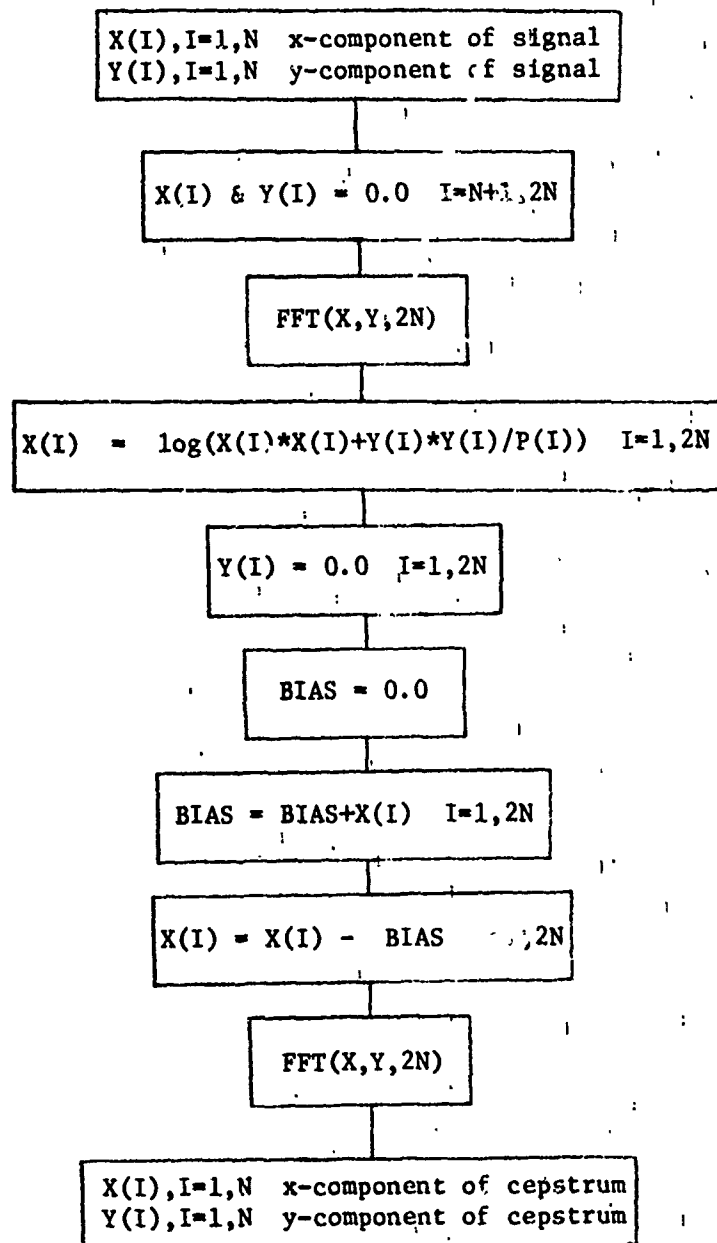 X(I),I=1,N x-component of signal
Y(I),I=1,N y-component of signal
X(I) & Y(I) = 0.0 I=N+1,2N
FFT(X,Y,2N)
X(I) = log(X(I)*X(I)+Y(I)*Y(I)/P(I)) I=1,2N
Y(I) = 0.0 I=1,2N
BIAS = 0.0
BIAS = BIAS+X(I) I=1,2N
X(I) = X(I) - BIAS ,2N
FFT(X,Y,2N)
X(I),I=1,N x-component of cepstrum
Y(I),I=1,N y-component of cepstrum